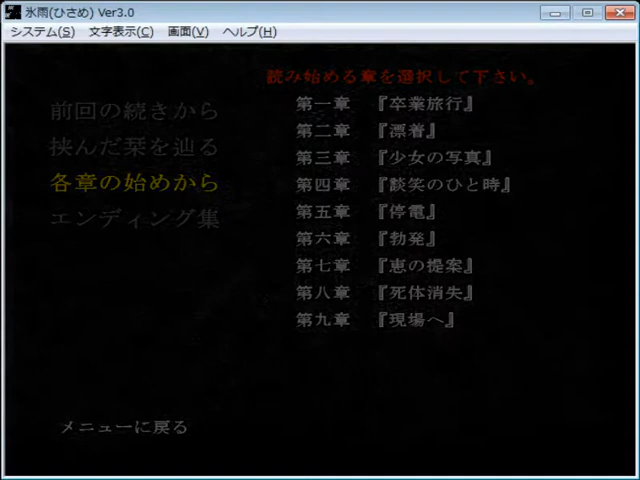 氷雨(ひさめ) Ver3.0
システム(S) 文字表示(C) 画面(V) ヘルプ(H)
読み始める章を選択して下さい。
前回の続きから
挟んだ栞を辿る
各章の始めから
エンディング集
第一章 『卒業旅行』
第二章 『漂着』
第三章 『少女の写真』
第四章 『談笑のひと時』
第五章 『停電』
第六章 『勃発』
第七章 『恵の提案』
第八章 『死体消失』
第九章 『現場へ』
メニューに戻る